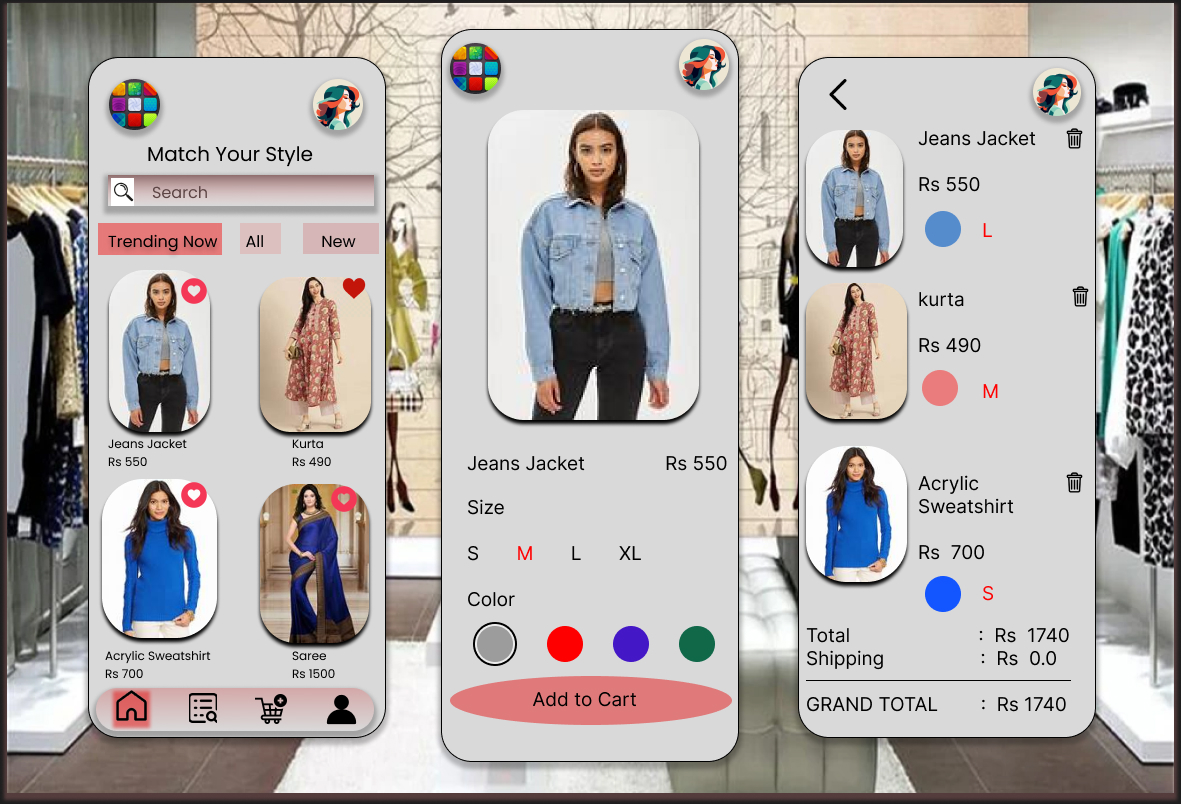 Match Your Style
Search
Trending Now All New
Jeans Jacket
Rs 550
Kurta
Rs 490
Acrylic Sweatshirt
Rs 700
Saree
Rs 1500
Jeans Jacket Rs 550
Size
S M L XL
Color
Add to Cart
Jeans Jacket
Rs 550
L
kurta
Rs 490
M
Acrylic
Sweatshirt
Rs 700
S
Total : Rs 1740
Shipping : Rs 0.0
GRAND TOTAL : Rs 1740